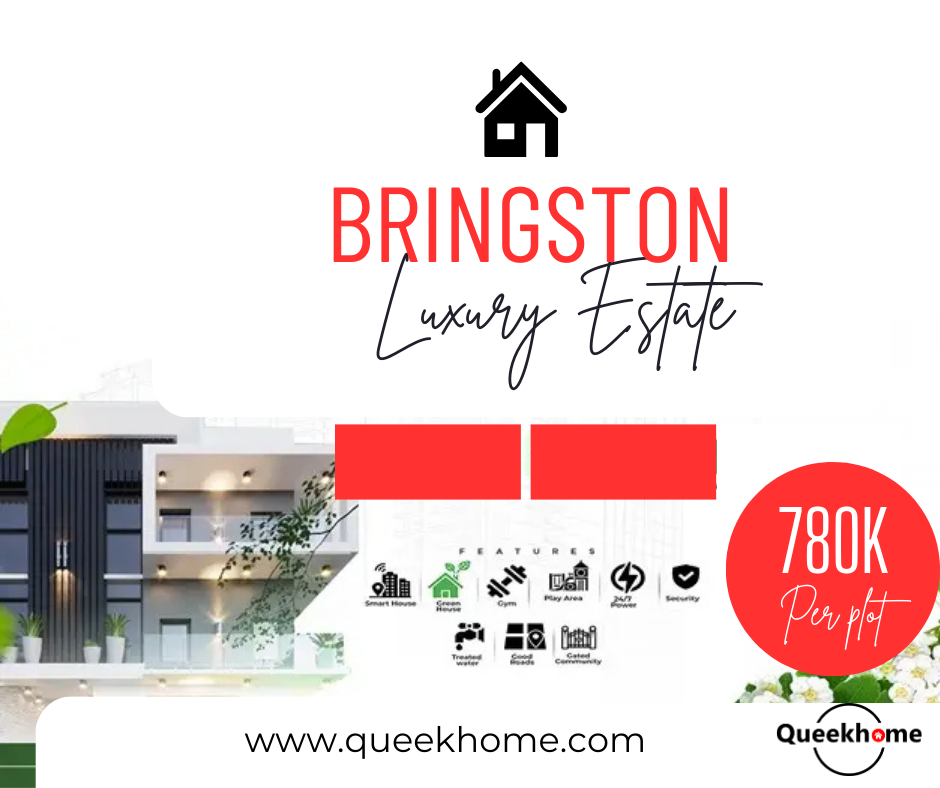 BRINGSTON
Luxury Estate
780K
Per plot
FEATURES
Smart House
Green
House
Gym
Play Area
24/7
Power
Security
Treated
water
Good
Roads
Gated
Community
www.queekhome.com
Queekhome